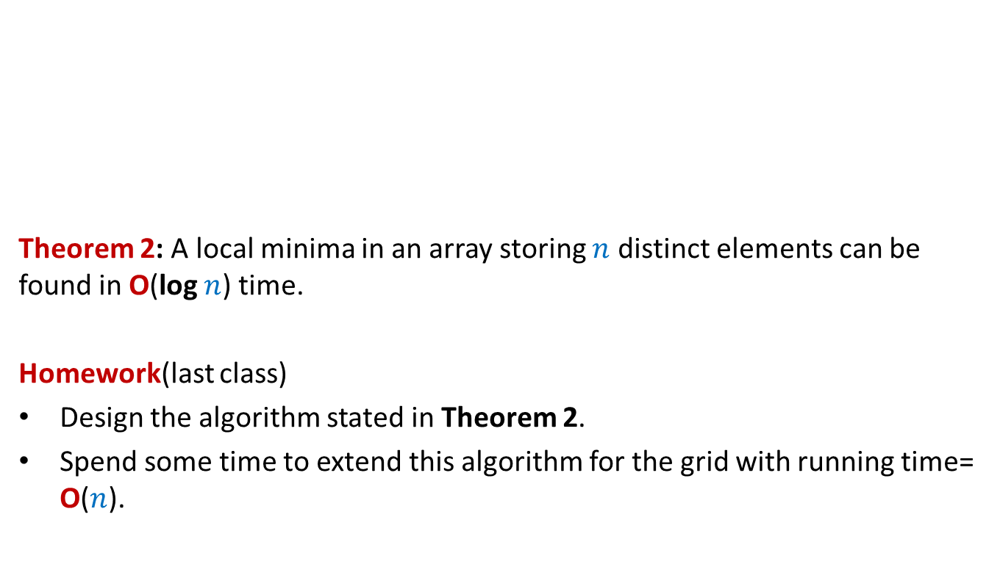 Theorem 2: A local minima in an array storing n distinct elements can be
found in O(log n) time.
Homework(last class)
• Design the algorithm stated in Theorem 2.
• Spend some time to extend this algorithm for the grid with running time=
O(n).